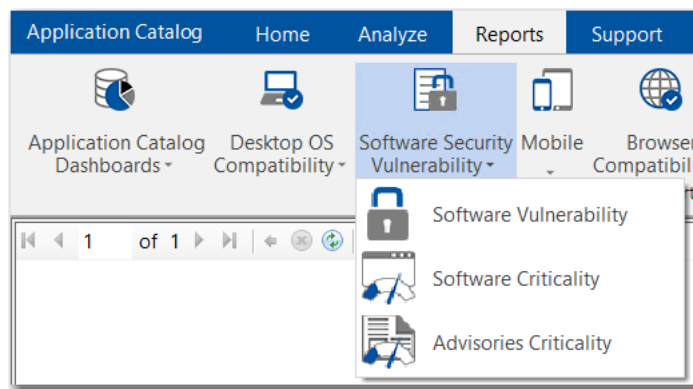 Application Catalog Home Analyze Reports Support
Application Catalog Dashboards
Desktop OS Compatibility
Software Security Vulnerability
Mobile
Browser
Software Vulnerability
1 of 1
Software Criticality
Advisories Criticality